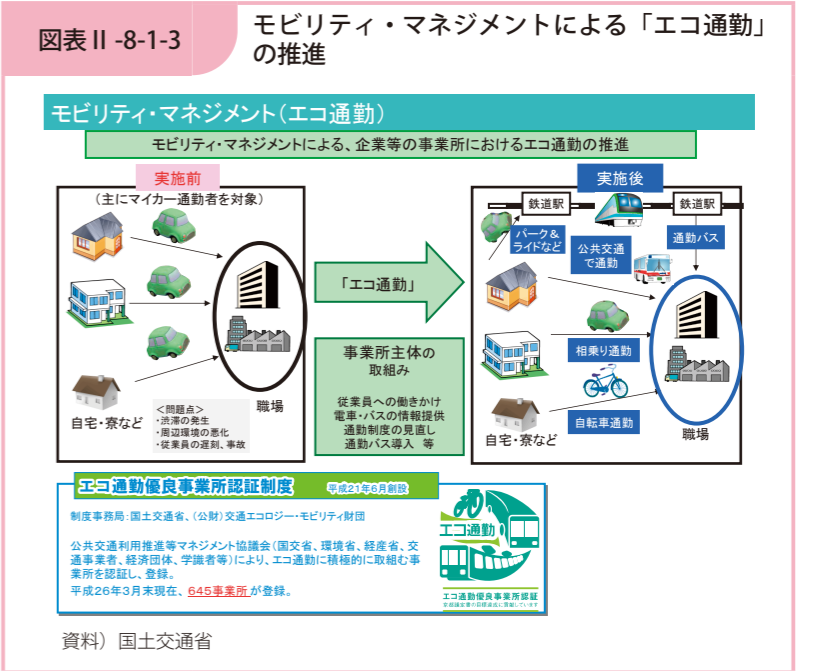 図表Ⅱ-8-1-3
モビリティ・マネジメントによる「エコ通勤」
の推進
モビリティ・マネジメント（エコ通勤）
モビリティ・マネジメントによる、企業等の事業所におけるエコ通勤の推進
実施前
（主にマイカー通勤者を対象）
自宅・寮など
＜問題点＞
・渋滞の発生
・周辺環境の悪化
・従業員の遅刻、事故
職場
「エコ通勤」
事業所主体の
取組み
従業員への働きかけ
電車・バスの情報提供
通勤制度の見直し
通勤バス導入 等
実施後
鉄道駅
鉄道駅
パーク＆
ライドなど
公共交通
で通勤
通勤バス
相乗り通勤
自転車通勤
自宅・寮など
職場
エコ通勤優良事業所認証制度 平成21年6月創設
制度事務局：国土交通省、（公財）交通エコロジー・モビリティ財団
公共交通利用推進等マネジメント協議会（国交省、環境省、経産省、交
通事業者、経済団体、学識者等）により、エコ通勤に積極的に取組む事
業所を認証し、登録。
平成26年3月末現在、645事業所が登録。
エコ通勤
エコ通勤優良事業所認証
資料）国土交通省